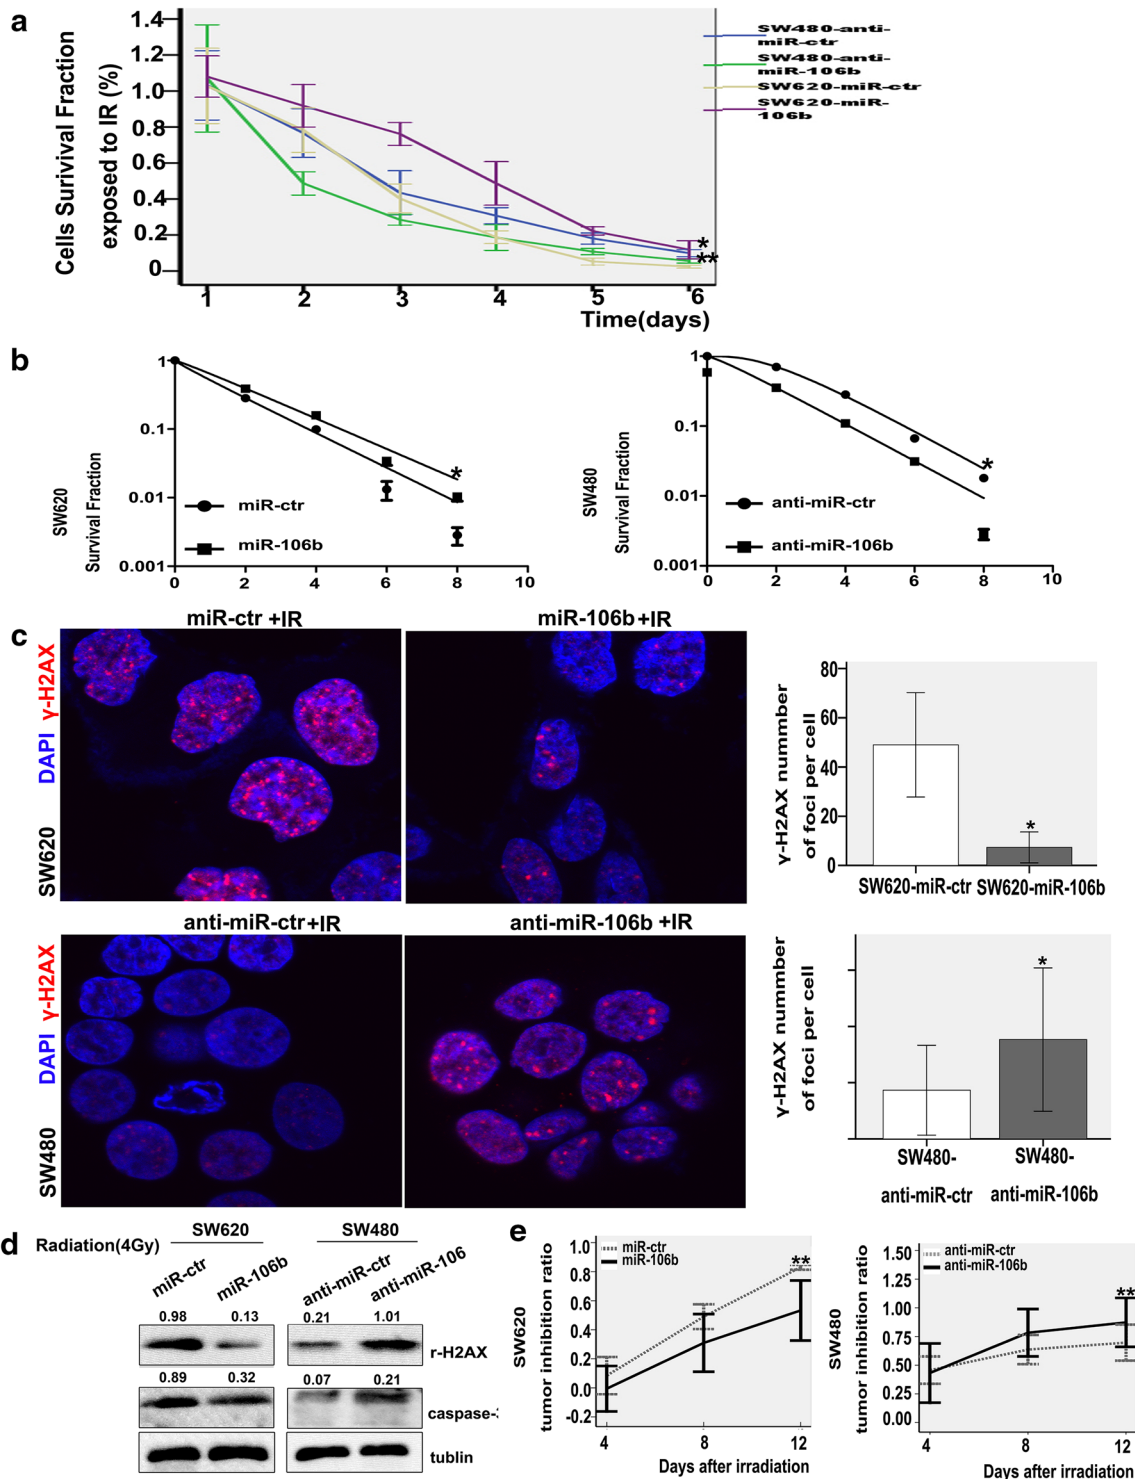 a
1.4
1.2
1.0
0.8
0.6
0.4
0.2
0
Cells Survival Fraction
exposed to IR (%)
1 2 3 4 5 6
Time(days)
*
**
SW480-anti-
miR-ctr
SW480-anti-
miR-106b
SW620-miR-ctr
SW620-miR-
106b
b
1
0.1
0.01
0.001
SW620
Survival Fraction
miR-ctr
miR-106b
*
0 2 4 6 8 10
1
0.1
0.01
0.001
SW480
Survival Fraction
anti-miR-ctr
anti-miR-106b
*
0 2 4 6 8 10
c
miR-ctr +IR
miR-106b+IR
SW620 DAPI γ-H2AX
80
60
40
20
0
γ-H2AX nummber
of foci per cell
*
SW620-miR-ctr SW620-miR-106b
anti-miR-ctr+IR
anti-miR-106b +IR
SW480 DAPI γ-H2AX
γ-H2AX nummber
of foci per cell
*
SW480-
anti-miR-ctr
SW480-
anti-miR-106b
d
Radiation(4Gy)
SW620
SW480
miR-ctr
miR-106b
anti-miR-ctr
anti-miR-106
0.98 0.13 0.21 1.01
r-H2AX
0.89 0.32 0.07 0.21
caspase-
tublin
e
SW620
tumor inhibition ratio
1.0
0.8
0.6
0.4
0.2
0.0
-0.2
miR-ctr
miR-106b
**
4 8 12
Days after irradiation
SW480
tumor inhibition ratio
1.50
1.25
1.00
0.75
0.50
0.25
0.00
anti-miR-ctr
anti-miR-106b
**
4 8 12
Days after irradiation